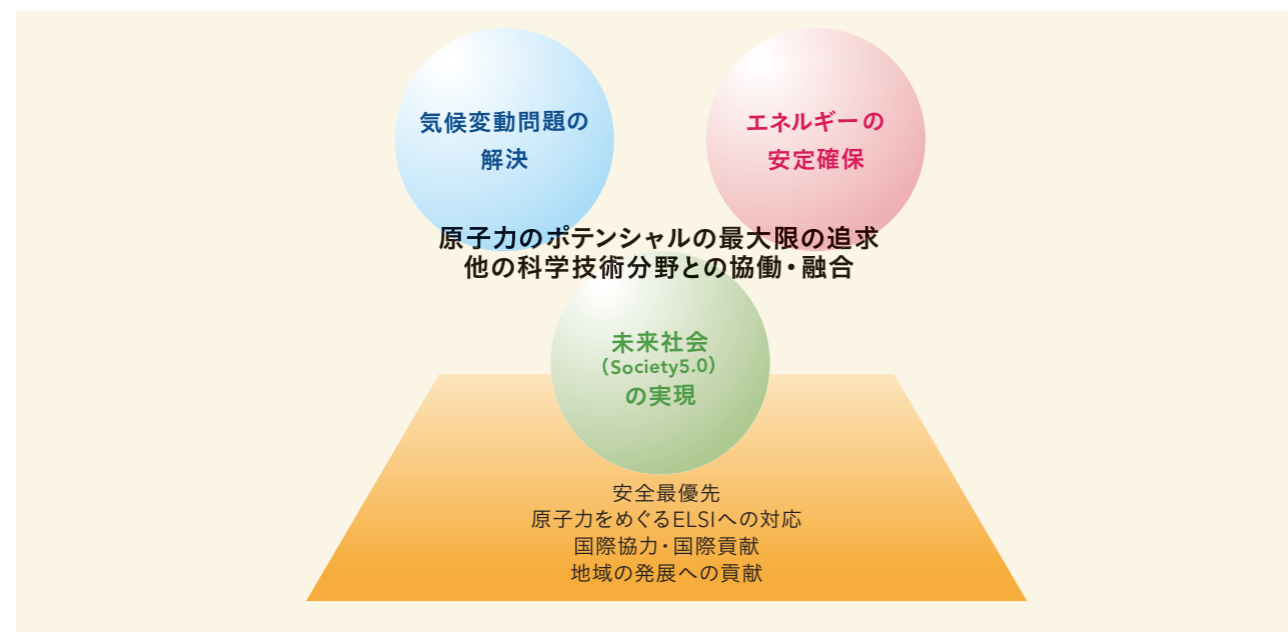 気候変動問題の
解決
エネルギーの
安定確保
原子力のポテンシャルの最大限の追求
他の科学技術分野との協働・融合
未来社会
(Society5.0)
の実現
安全最優先
原子力をめぐるELSIへの対応
国際協力・国際貢献
地域の発展への貢献